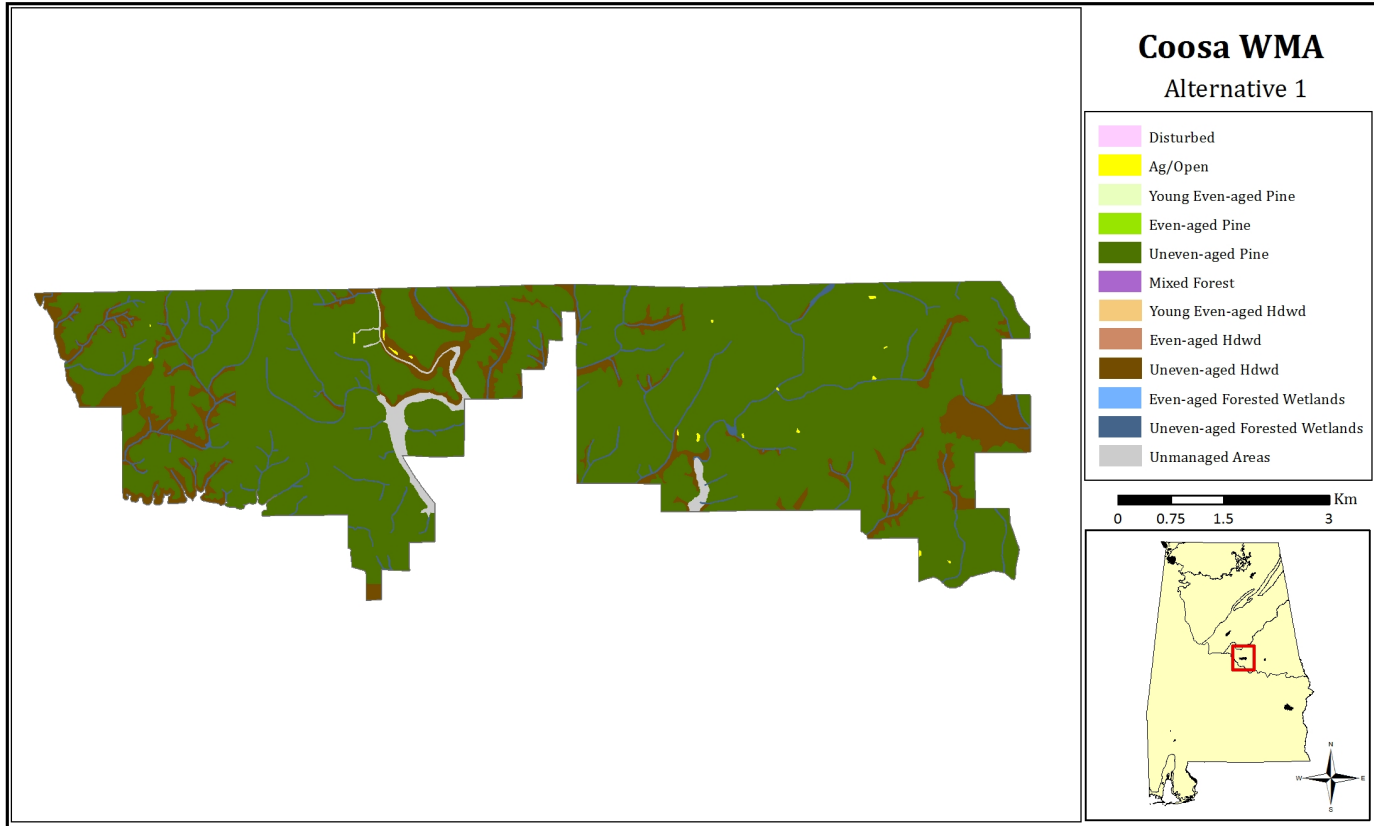 Coosa WMA
Alternative 1
Disturbed
Ag/Open
Young Even-aged Pine
Even-aged Pine
Uneven-aged Pine
Mixed Forest
Young Even-aged Hdwd
Even-aged Hdwd
Uneven-aged Hdwd
Even-aged Forested Wetlands
Uneven-aged Forested Wetlands
Unmanaged Areas
Km
0 0.75 1.5 3
N
W E
S